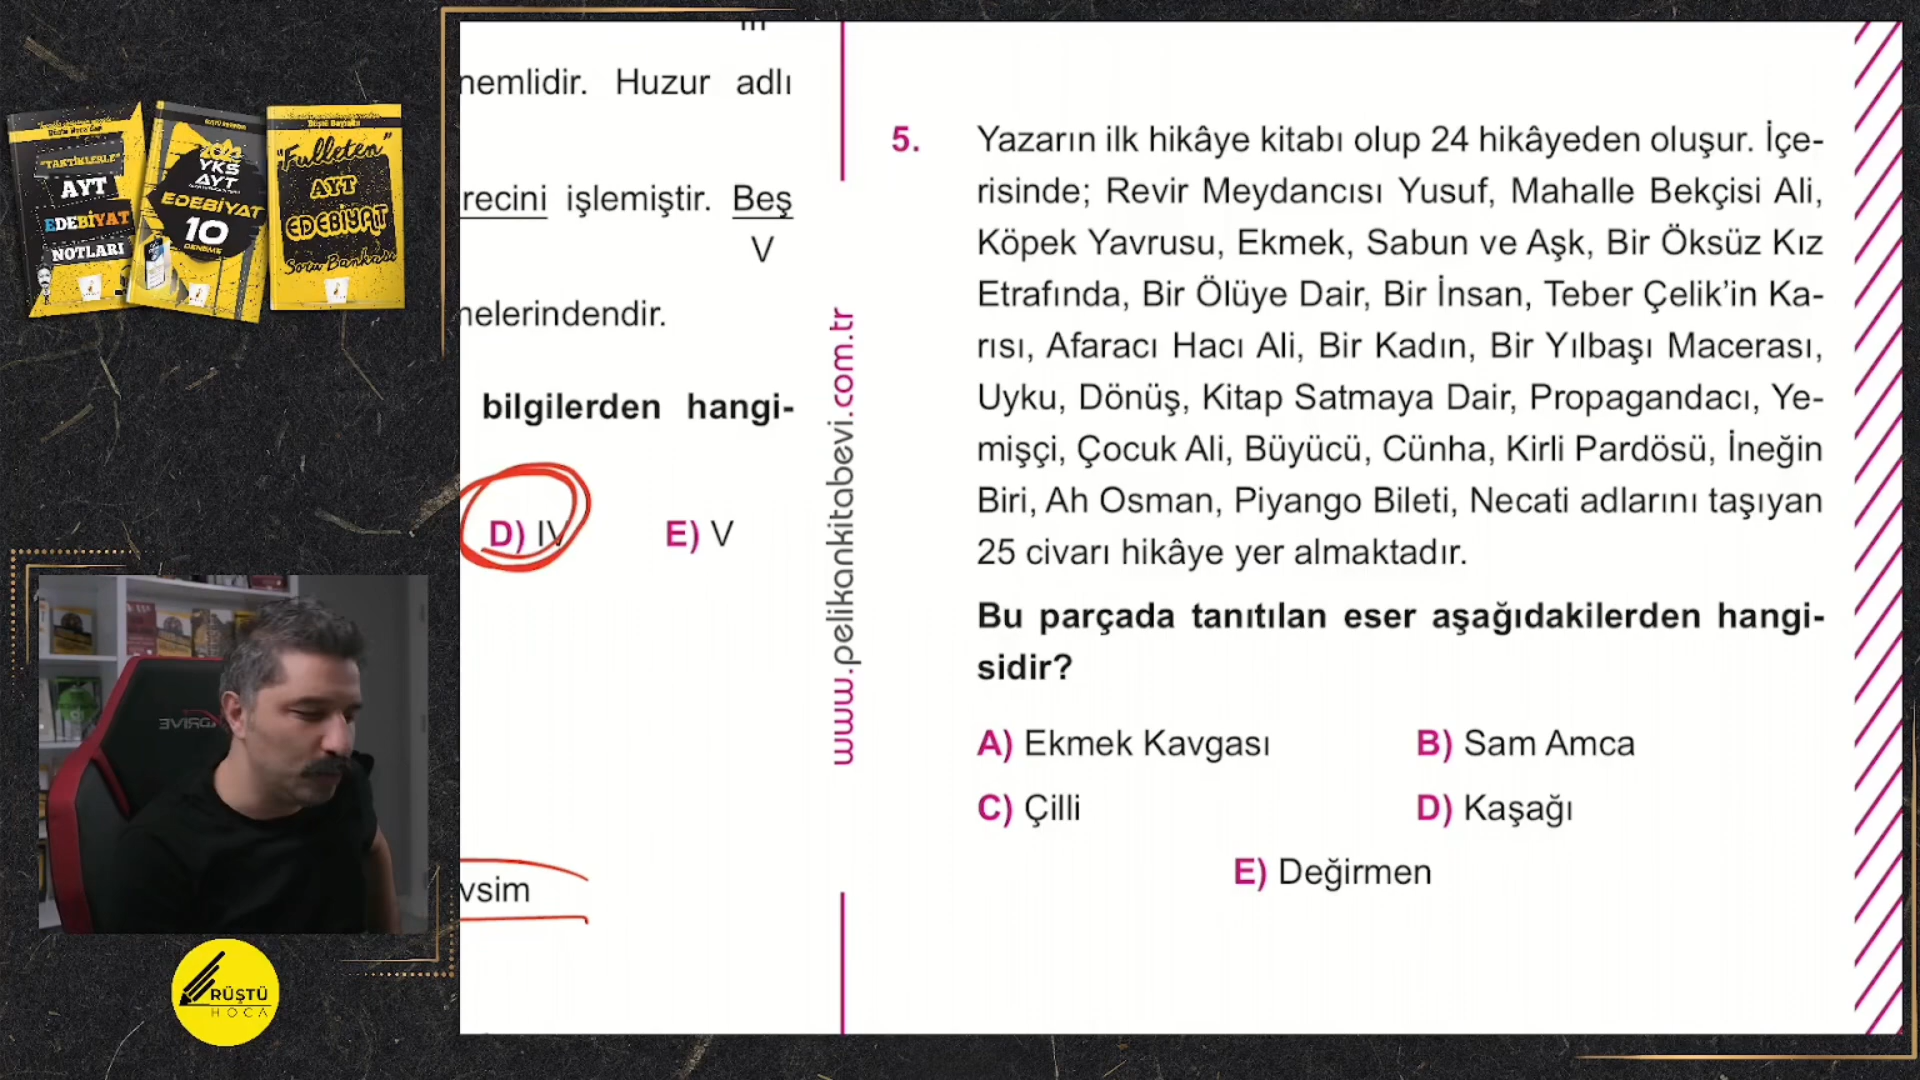 "TAKTİKLERLE"
AYT
EDEBİYAT
NOTLARI
YKS
AYT
EDEBİYAT
10
DENEME
"Fulleten"
AYT
EDEBİYAT
Soru Bankası
RÜŞTÜ
HOCA
nemlidir. Huzur adlı
recini işlemiştir. Beş
V
melerindendir.
bilgilerden hangi-
D) IV
E) V
vsim
www.pelikankitabevi.com.tr
5. Yazarın ilk hikâye kitabı olup 24 hikâyeden oluşur. İçe-
risinde; Revir Meydancısı Yusuf, Mahalle Bekçisi Ali,
Köpek Yavrusu, Ekmek, Sabun ve Aşk, Bir Öksüz Kız
Etrafında, Bir Ölüye Dair, Bir İnsan, Teber Çelik'in Ka-
rısı, Afaracı Hacı Ali, Bir Kadın, Bir Yılbaşı Macerası,
Uyku, Dönüş, Kitap Satmaya Dair, Propagandacı, Ye-
mişçi, Çocuk Ali, Büyücü, Cünha, Kirli Pardösü, İneğin
Biri, Ah Osman, Piyango Bileti, Necati adlarını taşıyan
25 civarı hikâye yer almaktadır.
Bu parçada tanıtılan eser aşağıdakilerden hangi-
sidir?
A) Ekmek Kavgası
B) Sam Amca
C) Çilli
D) Kaşağı
E) Değirmen